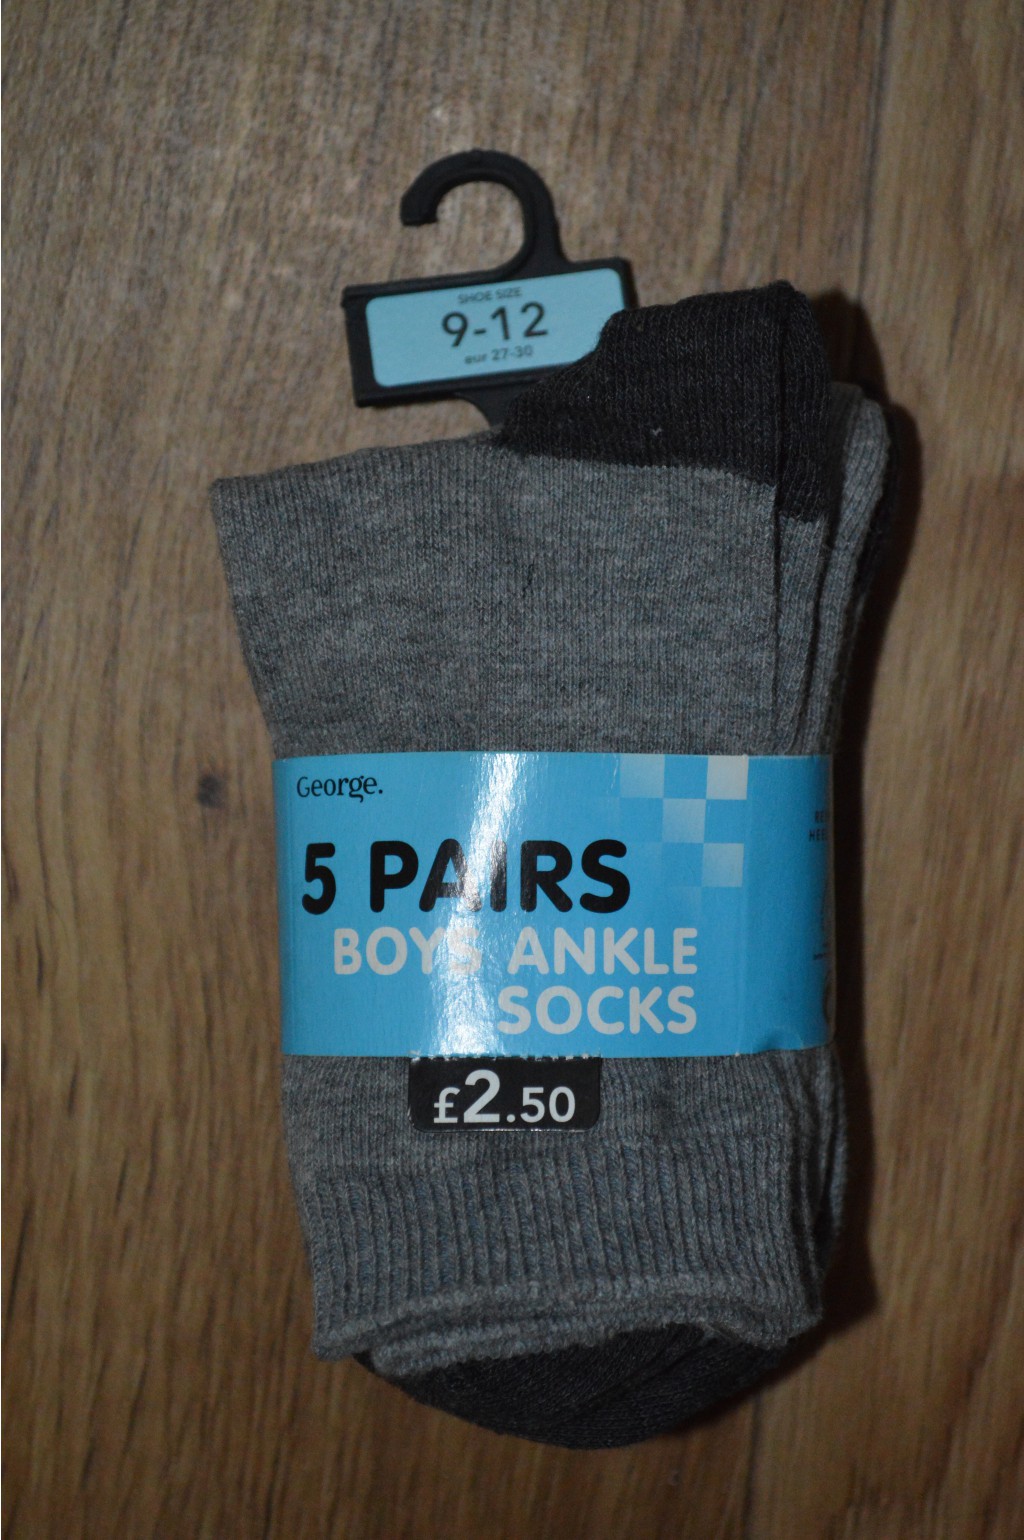 SHOE SIZE
9-12
eur 27-30
George.
5 PAIRS
BOYS ANKLE
SOCKS
£2.50